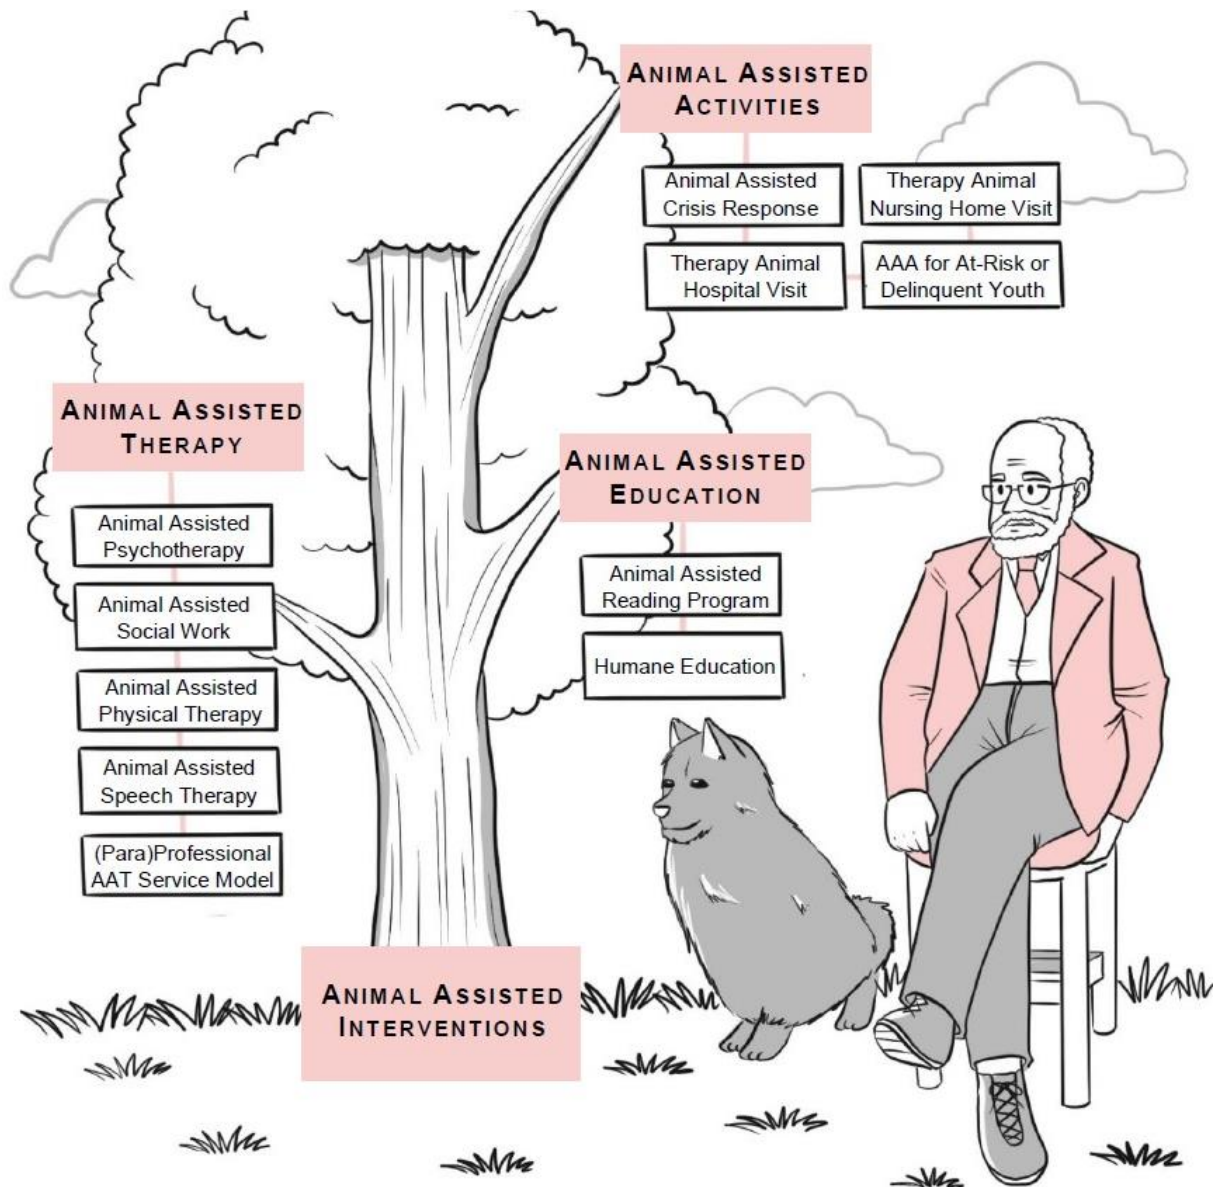 ANIMAL ASSISTED
ACTIVITIES
Animal Assisted
Crisis Response
Therapy Animal
Nursing Home Visit
Therapy Animal
Hospital Visit
AAA for At-Risk or
Delinquent Youth
ANIMAL ASSISTED
THERAPY
Animal Assisted
Psychotherapy
Animal Assisted
Social Work
Animal Assisted
Physical Therapy
Animal Assisted
Speech Therapy
(Para)Professional
AAT Service Model
ANIMAL ASSISTED
EDUCATION
Animal Assisted
Reading Program
Humane Education
ANIMAL ASSISTED
INTERVENTIONS